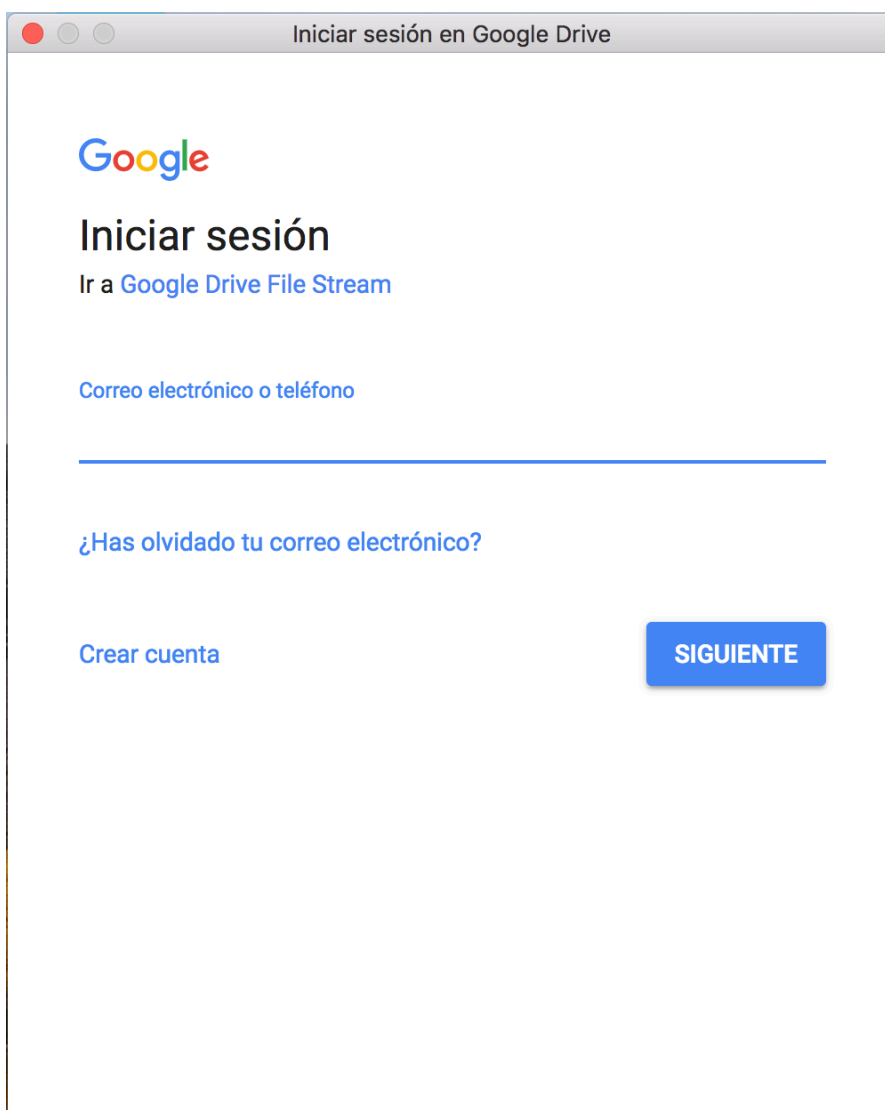 Iniciar sesión en Google Drive
Google
Iniciar sesión
Ir a Google Drive File Stream
Correo electrónico o teléfono
¿Has olvidado tu correo electrónico?
Crear cuenta
SIGUIENTE